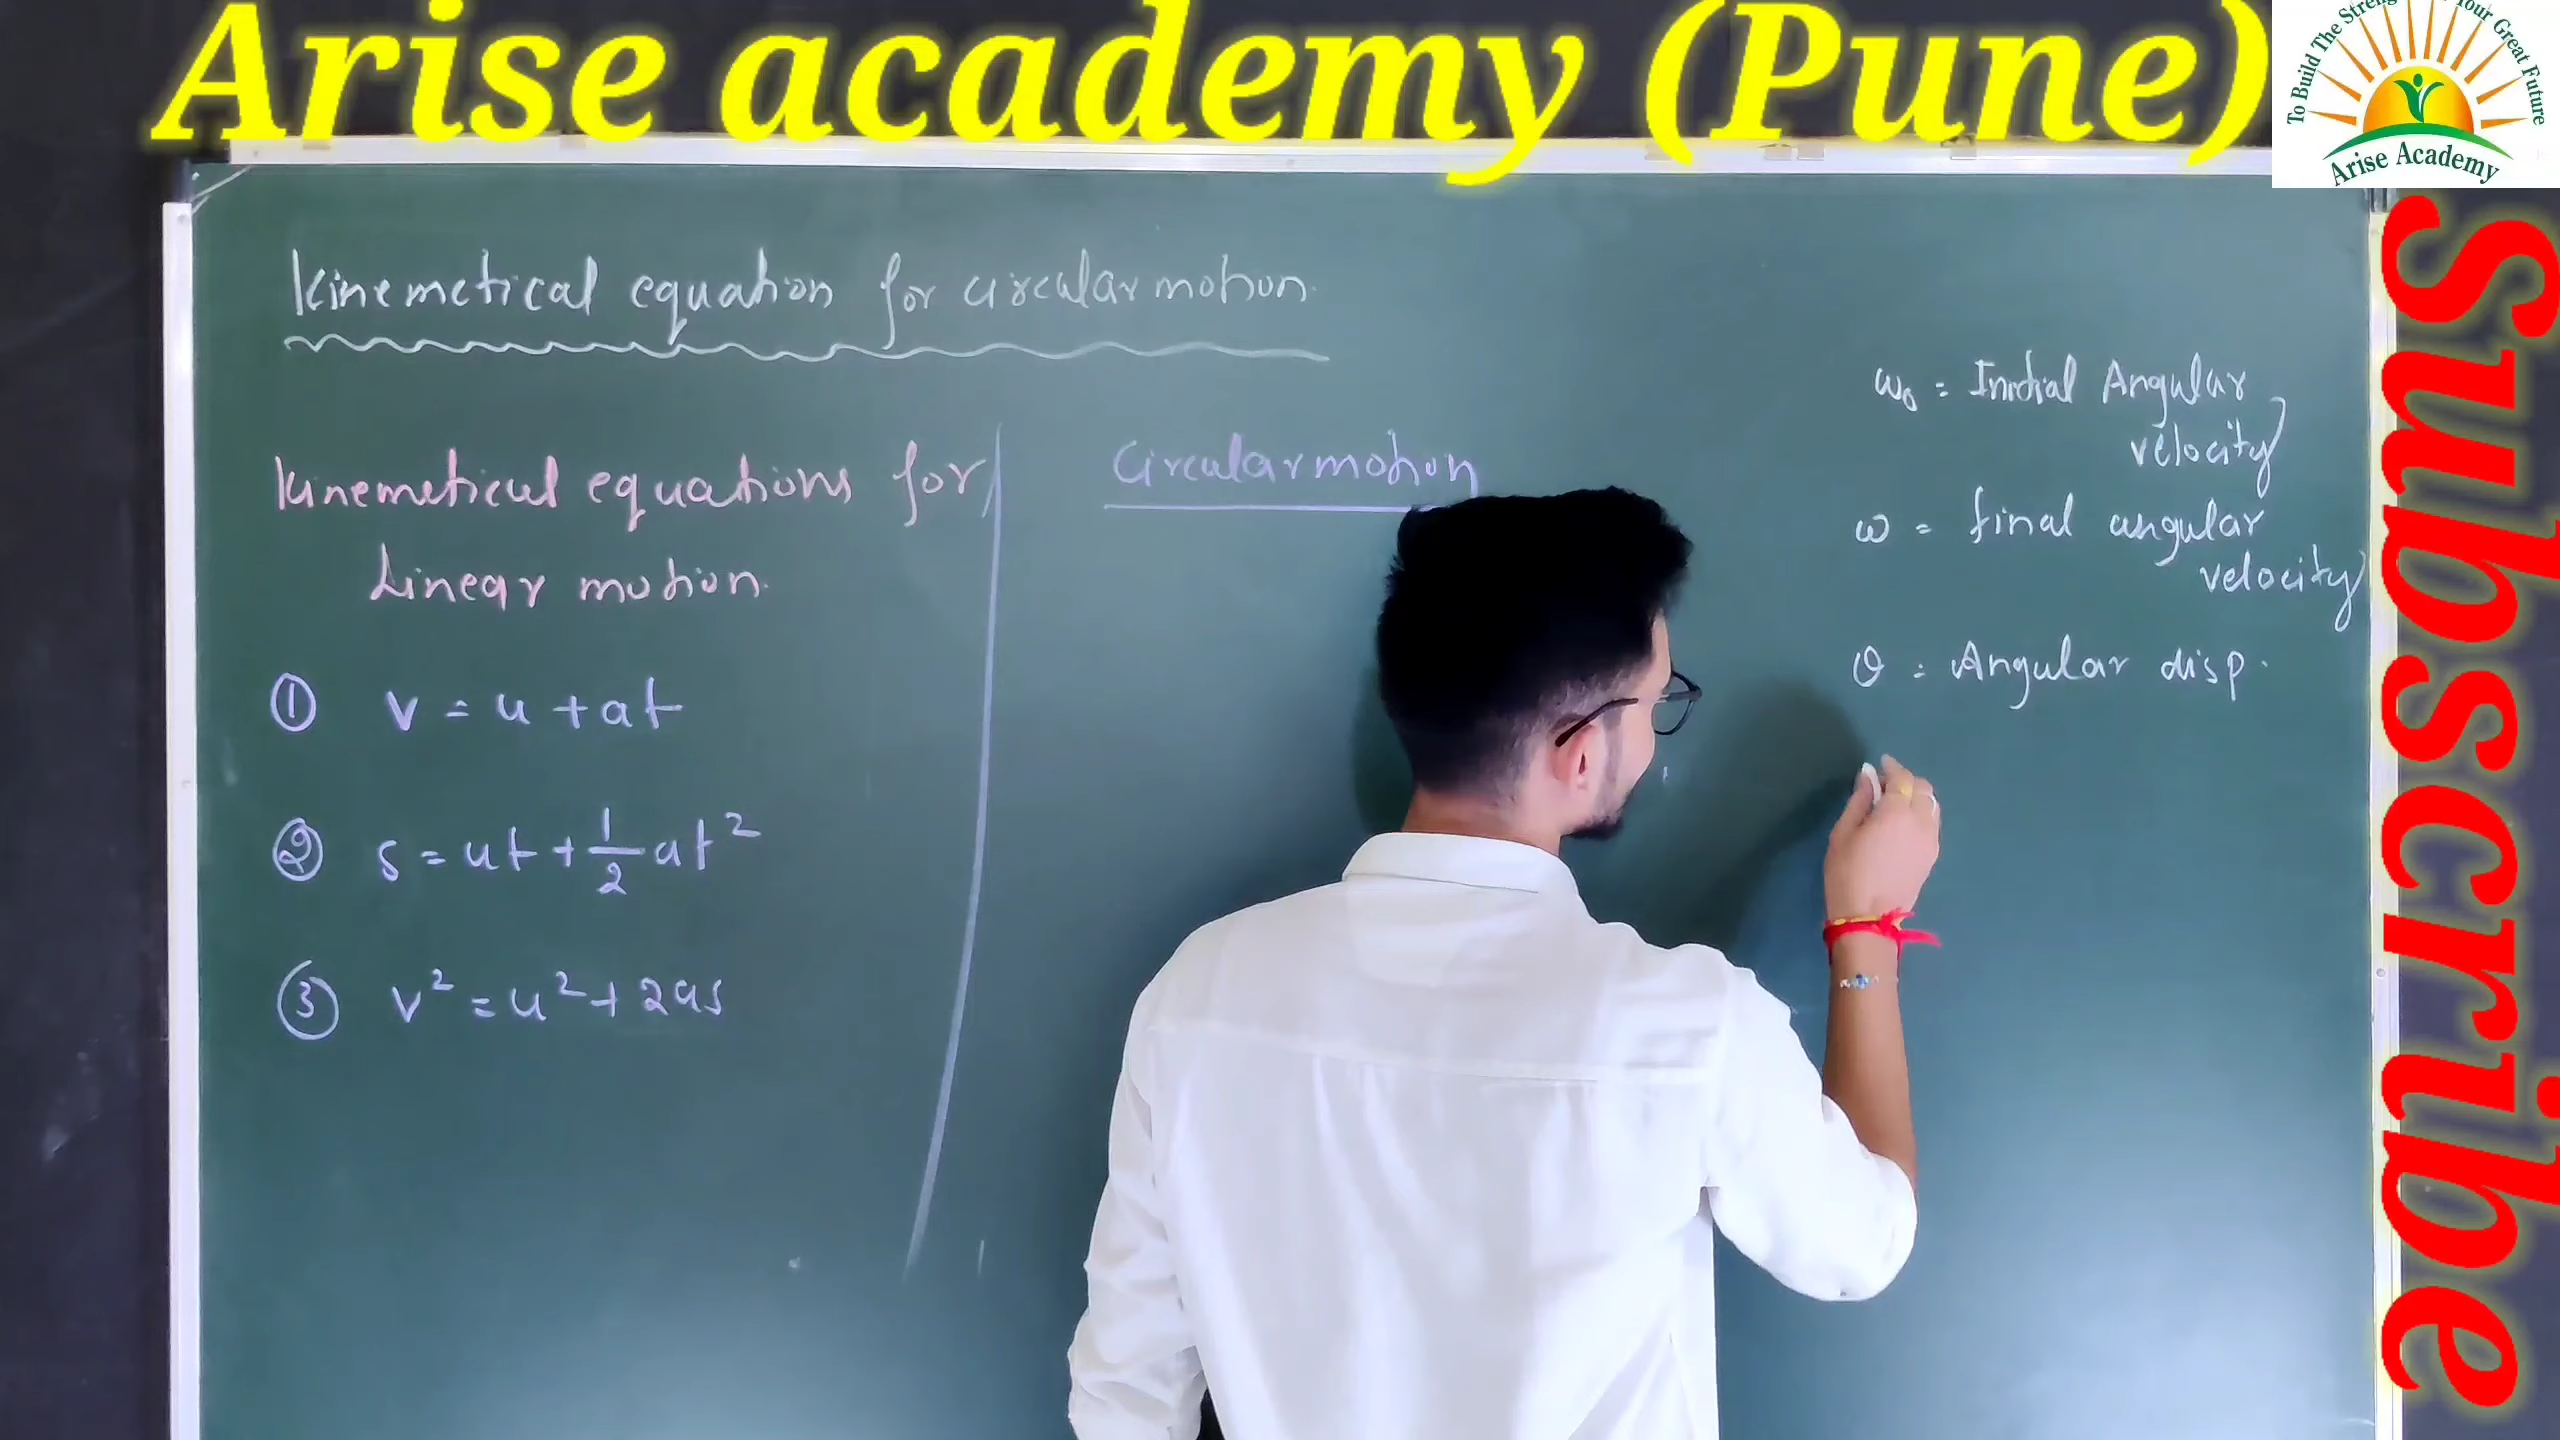 Arise academy (Pune)
To Build The Streng Your Great Future
Arise Academy
Subscribe
kinemetical equation for circular motion.
kinemetical equations for
Linear motion.
① v = u + at
② s = ut + 1/2 at²
③ v² = u² + 2as
Circular motion
ω₀ = Initial Angular
velocity
ω = final angular
velocity
θ = Angular disp.